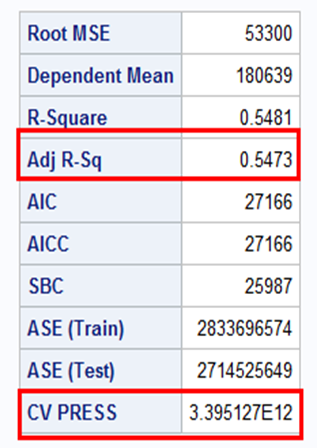 Root MSE 53300
Dependent Mean 180639
R-Square 0.5481
Adj R-Sq 0.5473
AIC 27166
AICC 27166
SBC 25987
ASE (Train) 2833696574
ASE (Test) 2714525649
CV PRESS 3.395127E12